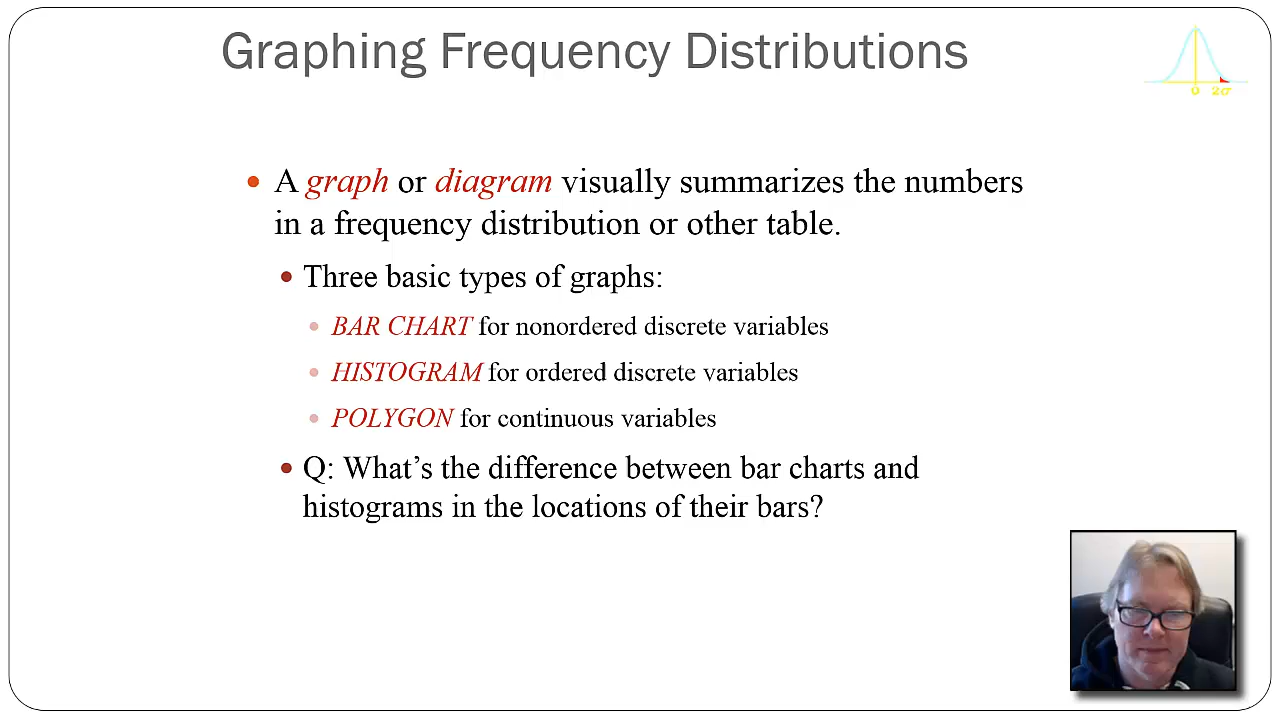 Graphing Frequency Distributions
0 2σ
• A graph or diagram visually summarizes the numbers
in a frequency distribution or other table.
• Three basic types of graphs:
• BAR CHART for nonordered discrete variables
• HISTOGRAM for ordered discrete variables
• POLYGON for continuous variables
• Q: What’s the difference between bar charts and
histograms in the locations of their bars?